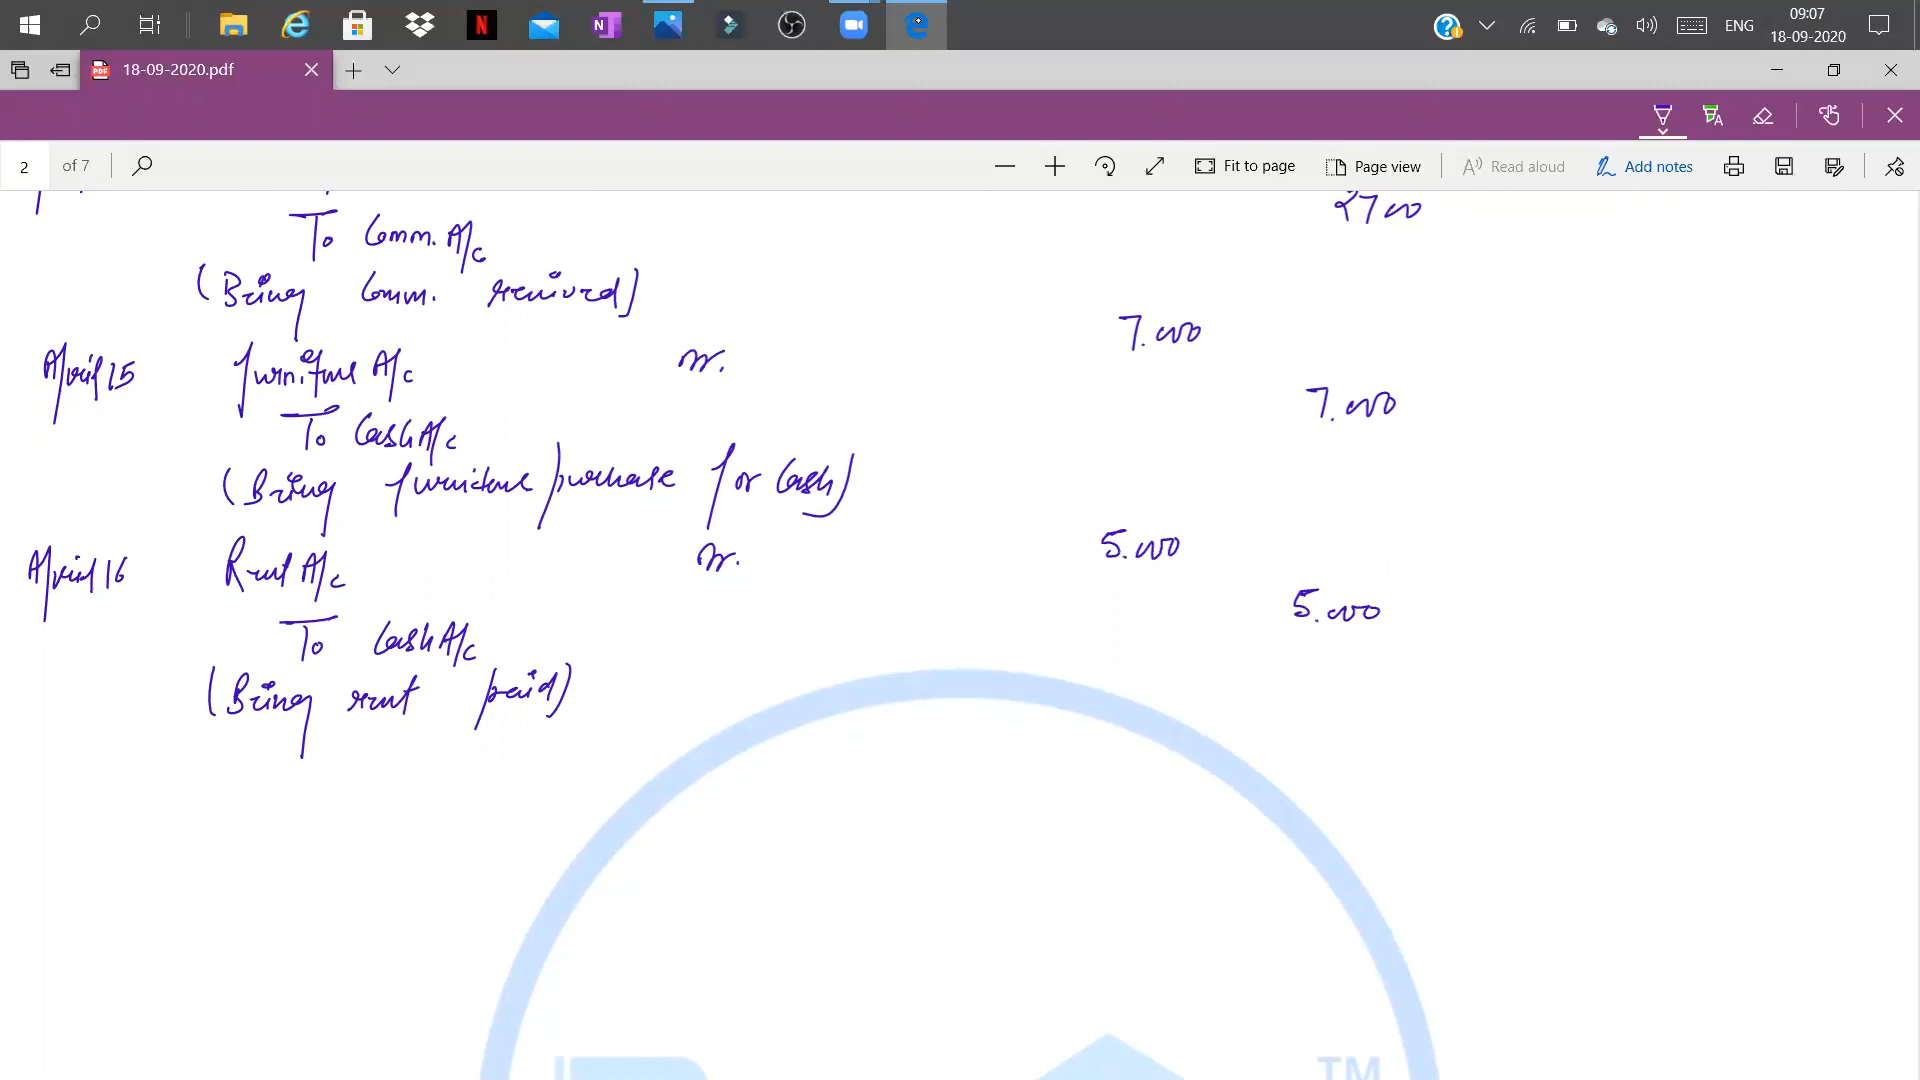 09:07
ENG
18-09-2020
18-09-2020.pdf
2 of 7
Fit to page
Page view
Read aloud
Add notes
2700
To Comm. A/c
(Being Comm. received)
April 15 furniture A/c Dr. 7.000
To Cash A/c 7.000
(Being furniture purchase for Cash)
April 16 Rent A/c Dr. 5.000
To Cash A/c 5.000
(Being rent paid)
TM